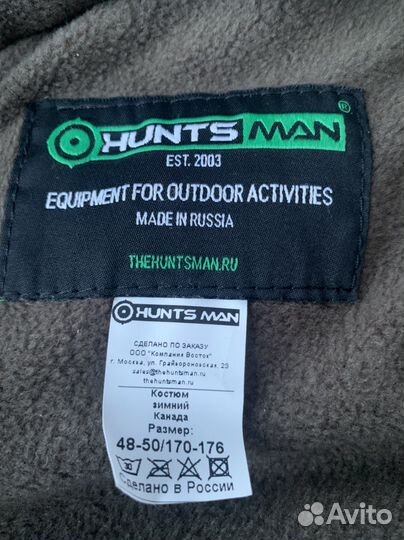 HUNTSMAN
®
EST. 2003
EQUIPMENT FOR OUTDOOR ACTIVITIES
MADE IN RUSSIA
THEHUNTSMAN.RU
HUNTS MAN
СДЕЛАНО ПО ЗАКАЗУ
ООО "Компания Восток"
г. Москва, ул. Грайвороновская, 23
sales@thehuntsman.ru
thehuntsman.ru
Костюм
зимний
Канада
Размер:
48-50/170-176
30
Сделано в России
Avito